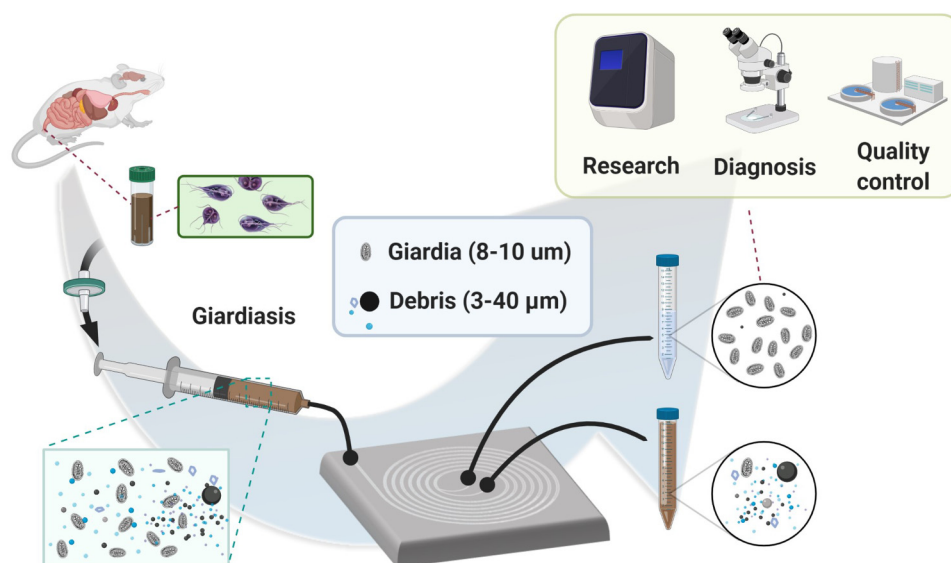 Research
Diagnosis
Quality
control
Giardia (8-10 um)
Debris (3-40 µm)
Giardiasis